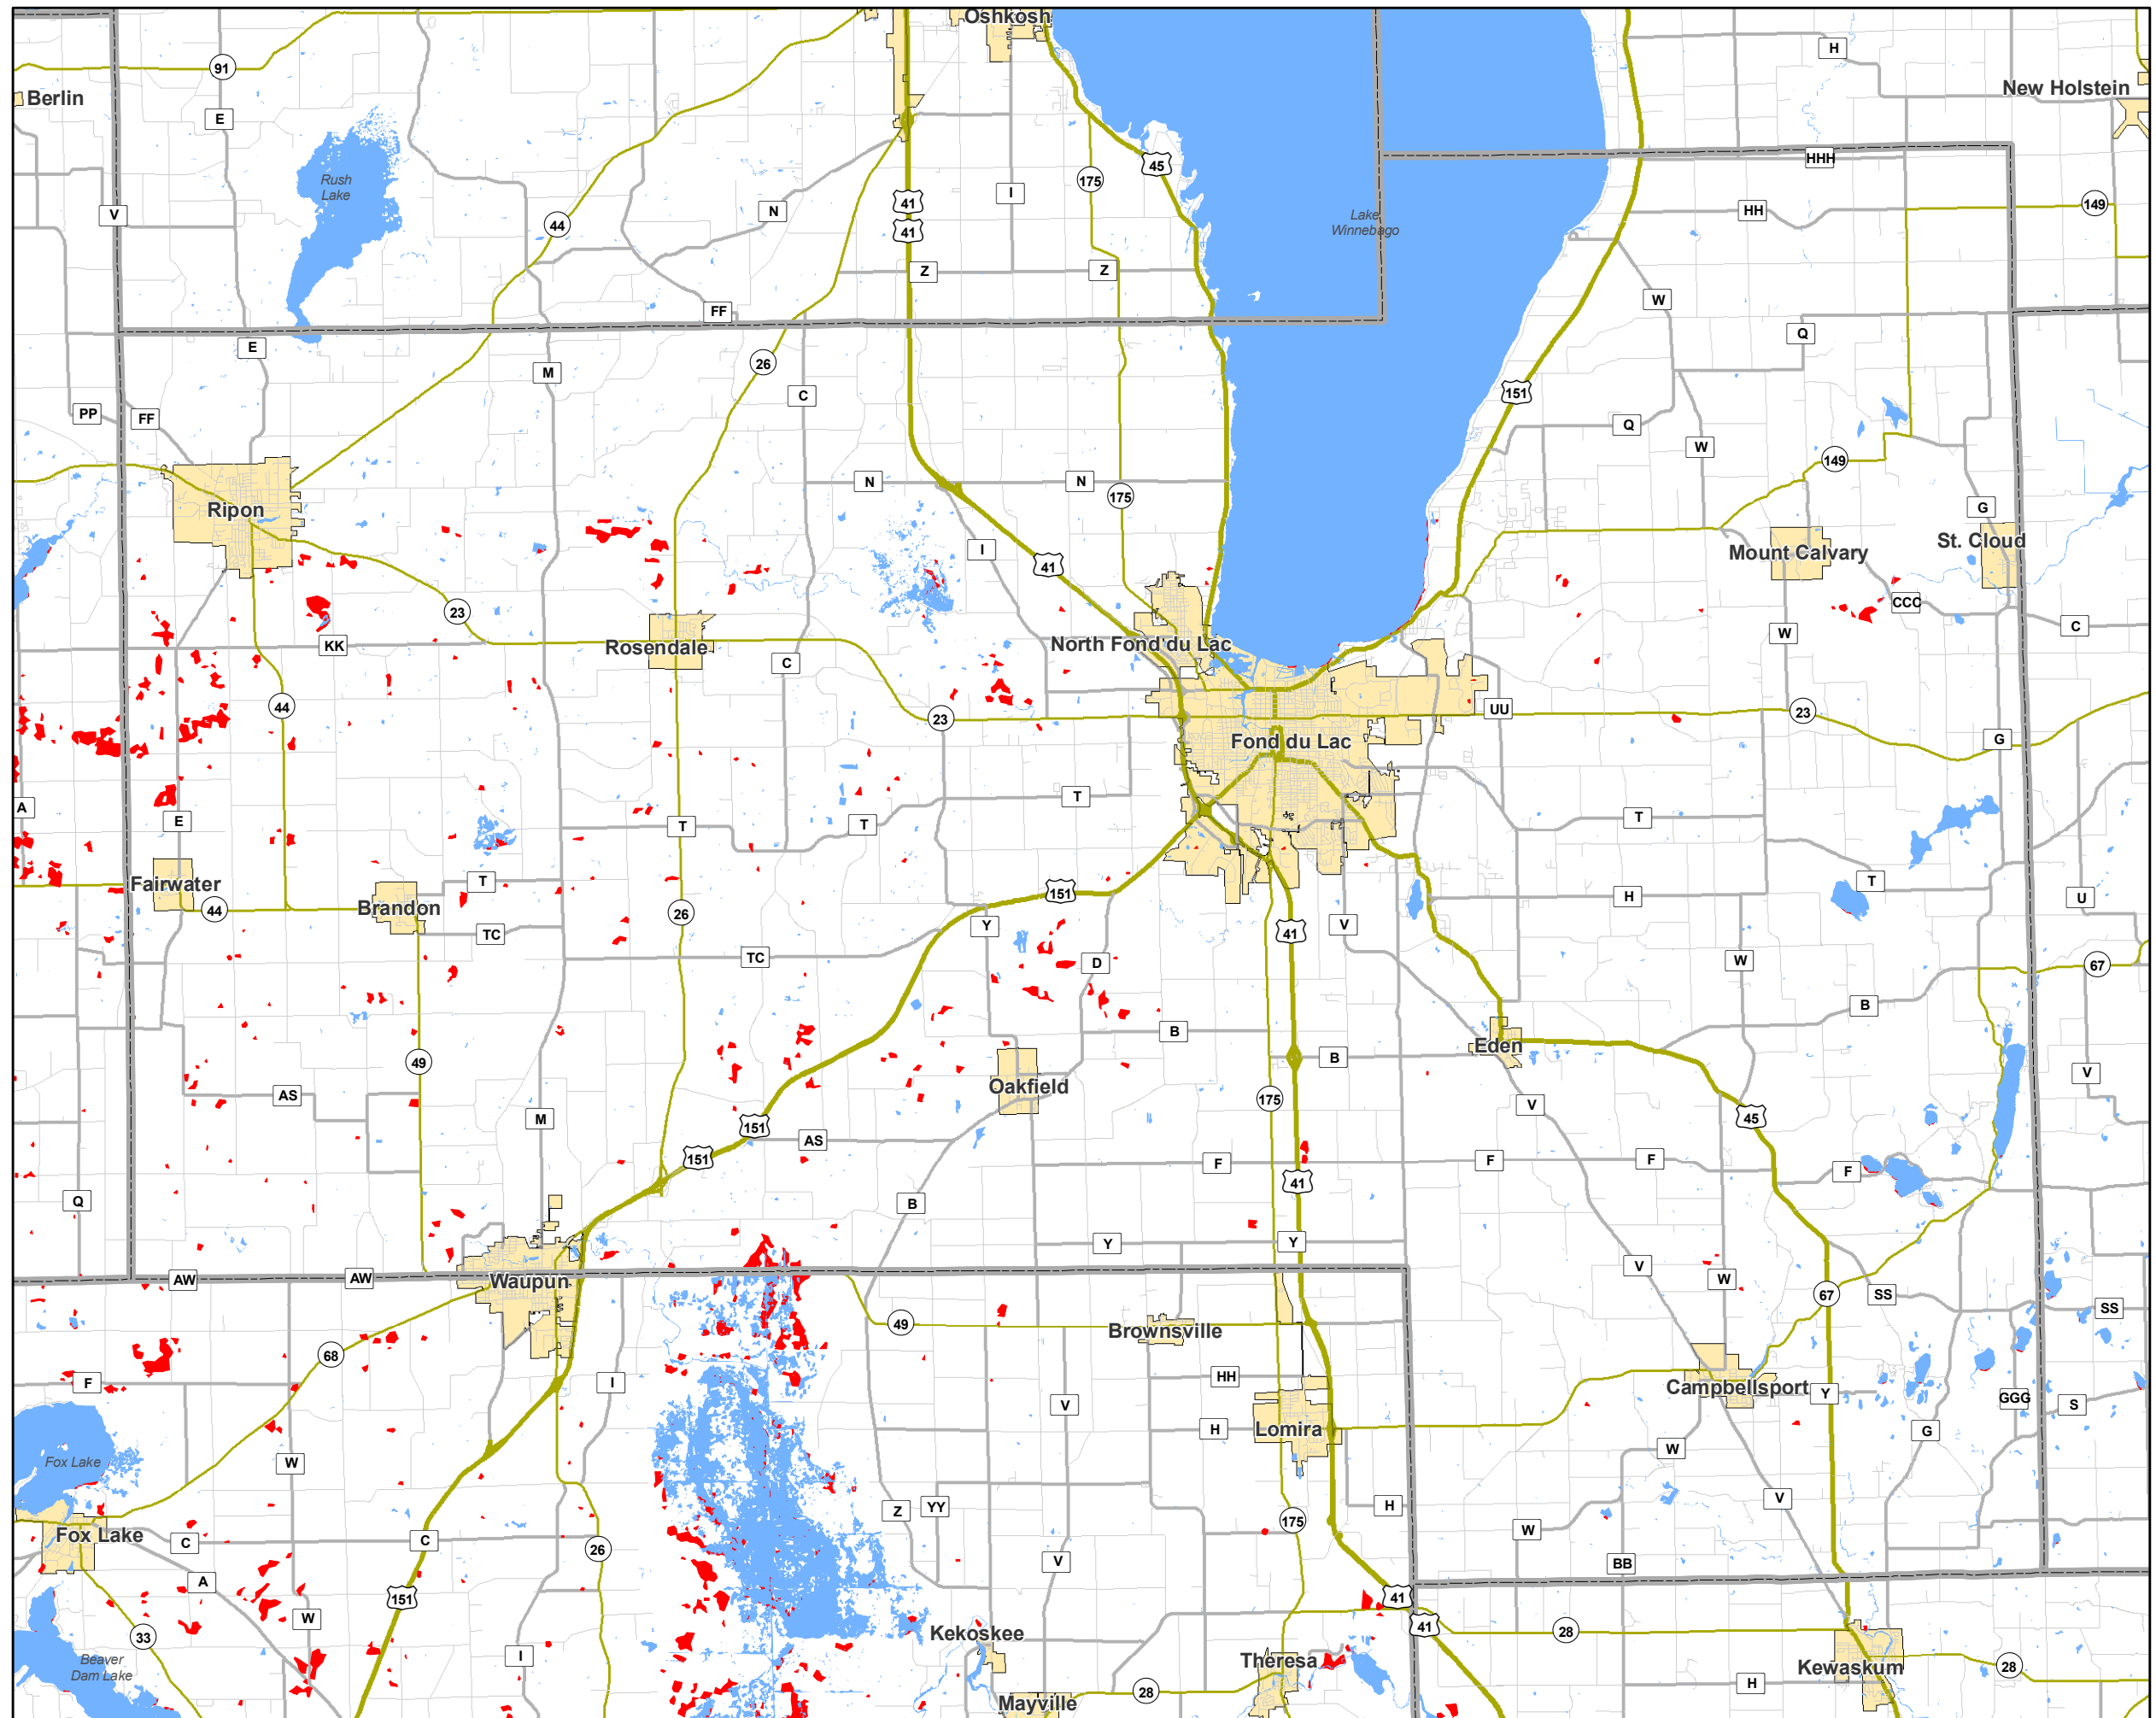 Oshkosh
H
91
Berlin
New Holstein
E
45
HHH
175
Rush
Lake
I
41
149
V
N
HH
Lake
Winnebago
44
41
Z
Z
W
FF
Q
E
26
M
151
C
PP
FF
Q
W
149
N
N
175
Ripon
G
St. Cloud
I
Mount Calvary
41
CCC
23
C
W
KK
Rosendale
North Fond du Lac
C
44
UU
23
23
G
Fond du Lac
T
A
E
T
T
T
Fairwater
T
T
151
H
U
44
Brandon
26
Y
41
V
TC
TC
D
W
67
B
B
Eden
B
49
Oakfield
V
AS
175
V
M
151
45
AS
151
F
F
F
F
41
Q
B
Y
Y
V
W
AW
AW
Waupun
67
SS
SS
49
Brownsville
68
HH
F
I
Campbellsport
Y
GGG
S
V
H
Lomira
G
Fox Lake
W
W
V
Z
YY
H
175
Fox Lake
C
C
26
W
V
BB
A
151
41
W
41
28
33
Kekoskee
Beaver
Dam Lake
I
Theresa
Kewaskum
28
H
28
Mayville